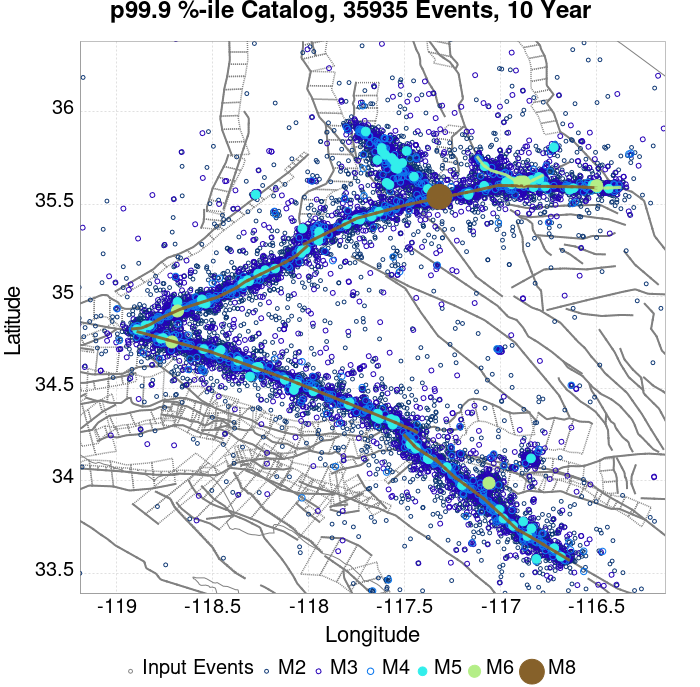 p99.9 %-ile Catalog, 35935 Events, 10 Year
36
35.5
35
34.5
34
33.5
Latitude
-119 -118.5 -118 -117.5 -117 -116.5
Longitude
Input Events M2 M3 M4 M5 M6 M8